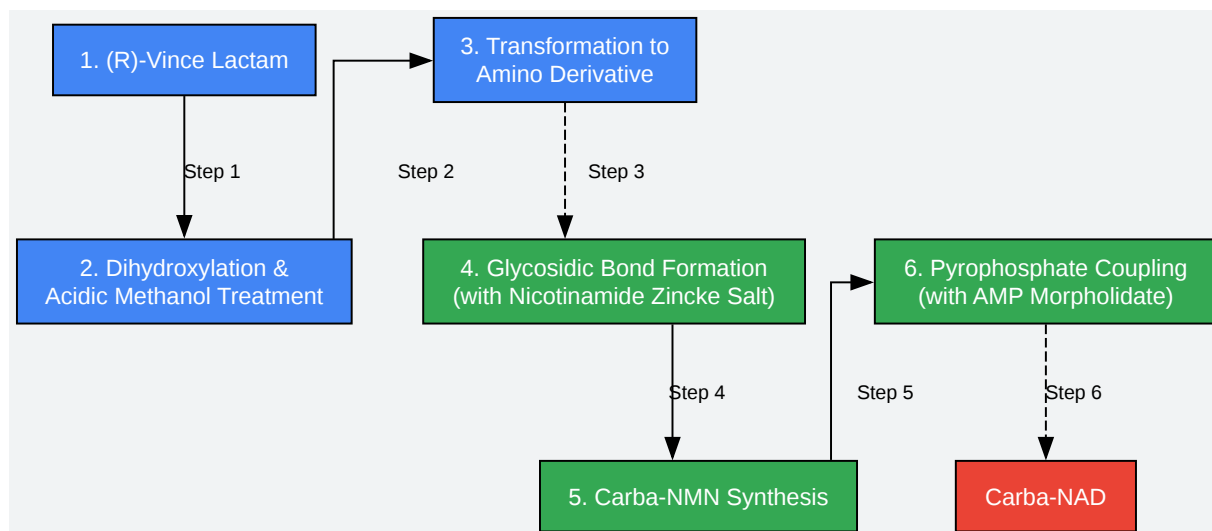 1. (R)-Vince Lactam
3. Transformation to
Amino Derivative
Step 1
Step 2
Step 3
2. Dihydroxylation &
Acidic Methanol Treatment
4. Glycosidic Bond Formation
(with Nicotinamide Zincke Salt)
6. Pyrophosphate Coupling
(with AMP Morpholidate)
Step 4
Step 5
Step 6
5. Carba-NMN Synthesis
Carba-NAD